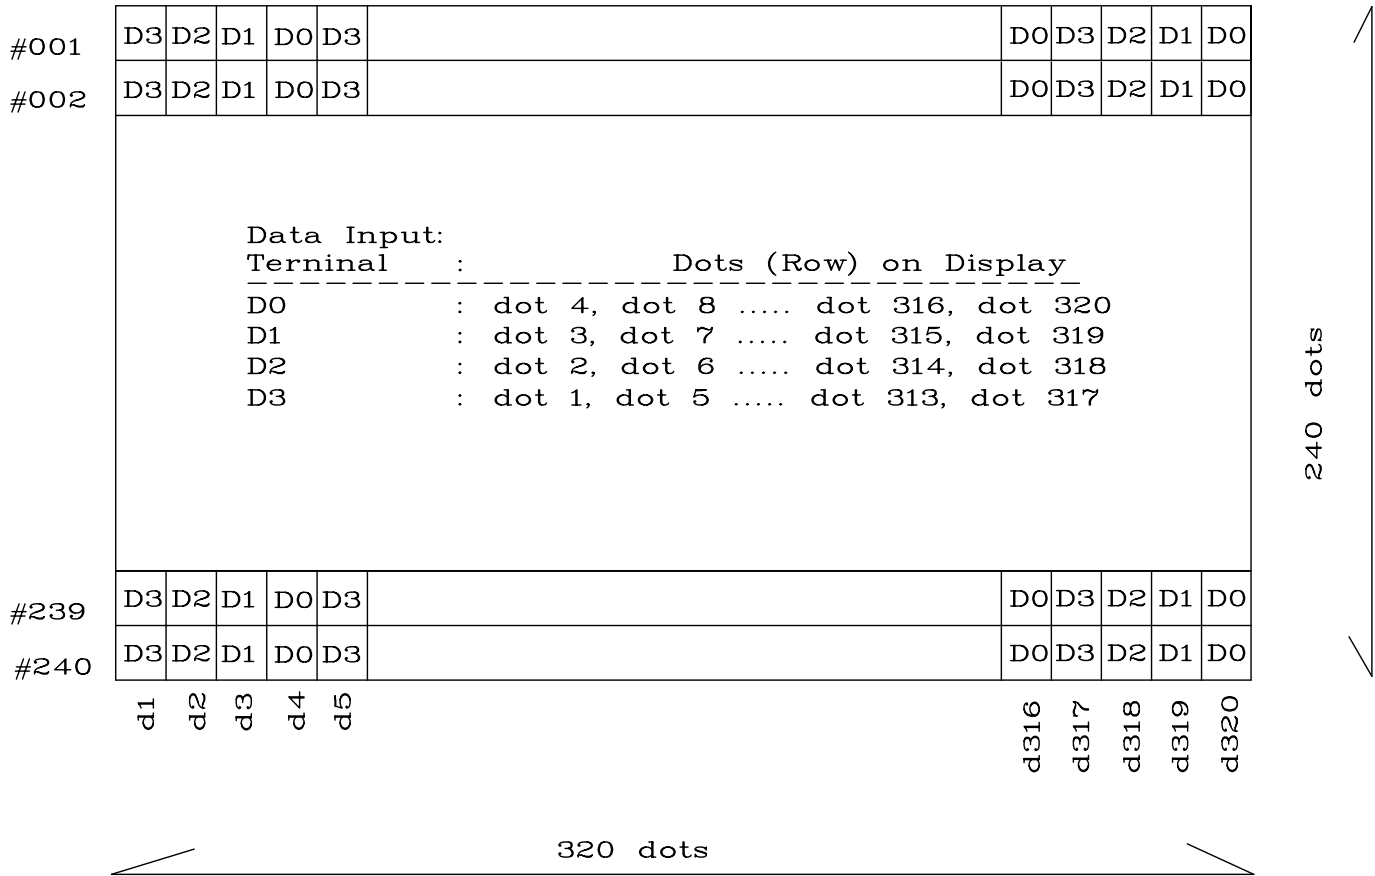 #001 D3 D2 D1 D0 D3 D0 D3 D2 D1 D0
#002 D3 D2 D1 D0 D3 D0 D3 D2 D1 D0
Data Input:
Terninal : Dots (Row) on Display
D0 : dot 4, dot 8 ..... dot 316, dot 320
D1 : dot 3, dot 7 ..... dot 315, dot 319
D2 : dot 2, dot 6 ..... dot 314, dot 318
D3 : dot 1, dot 5 ..... dot 313, dot 317
240 dots
#239 D3 D2 D1 D0 D3 D0 D3 D2 D1 D0
#240 D3 D2 D1 D0 D3 D0 D3 D2 D1 D0
d1 d2 d3 d4 d5 d316 d317 d318 d319 d320
320 dots